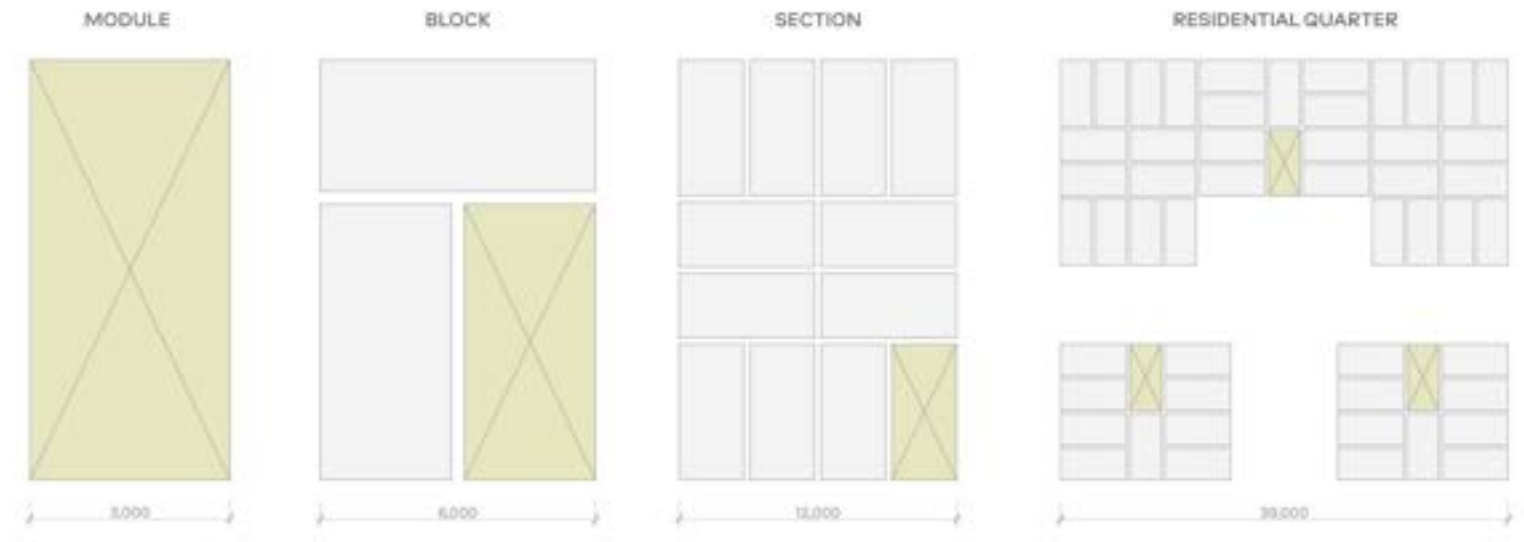 MODULE
BLOCK
SECTION
RESIDENTIAL QUARTER
3,000
6,000
12,000
39,000